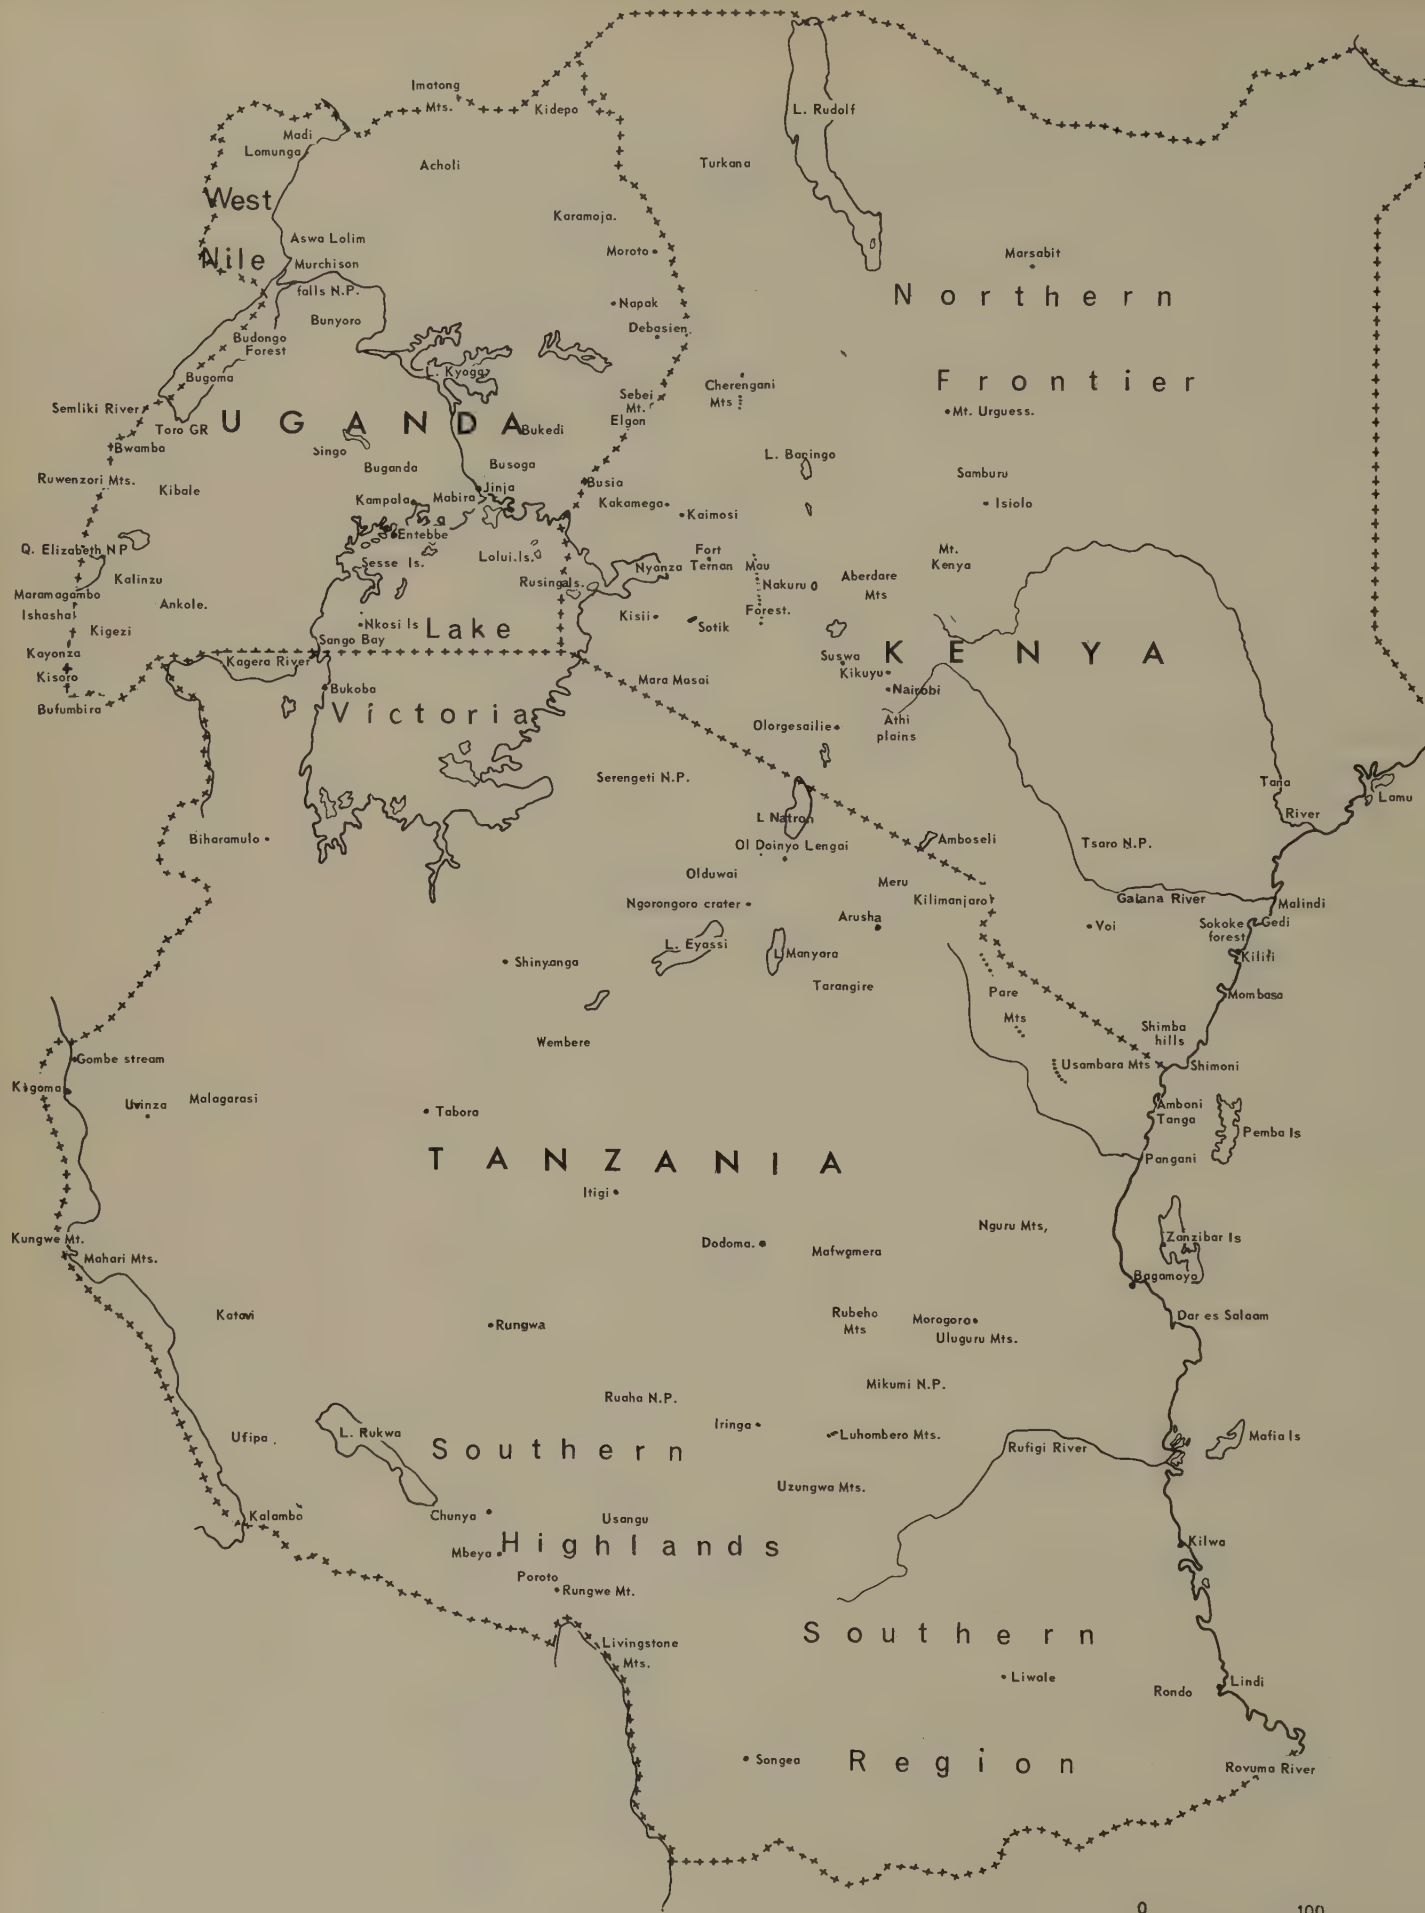 Imatong
Mts.
Kidepo
L. Rudolf
Madi
Lomunga
Acholi
Turkana
West
Nile
Karamoja.
Aswa Lolim
Moroto
Marsabit
Murchison
falls N.P.
Northern
Napak
Bunyoro
Debasien
Budongo
Forest
L. Kyoga
Bugoma
Cherengani
Mts
Frontier
Sebei
Mt.
Elgon
Semliki River
Mt. Urguess.
Toro GR
UGANDA
Bukedi
Bwamba
Singo
L. Baringo
Buganda
Busoga
Samburu
Ruwenzori Mts.
Kibale
Jinja
Busia
Kampala
Mabira
Kakamega
Isiolo
Kaimosi
Entebbe
Q. Elizabeth N P
Sesse Is.
Lolui.Is.
Fort
Ternan
Mt.
Kenya
Nyanza
Mau
Forest.
Kalinzu
Rusinga Is.
Nakuru
Aberdare
Mts
Maramagambo
Ankole.
Ishasha
Kisii
Sotik
Nkosi Is
Kigezi
Lake
Sango Bay
Kayonza
Kagera River
Suswa
KENYA
Kisoro
Kikuyu
Mara Masai
Bukoba
Nairobi
Bufumbira
Victoria
Olorgesailie
Athi
plains
Serengeti N.P.
Tana
River
Lamu
L Natron
Biharamulo
Ol Doinyo Lengai
Amboseli
Tsaro N.P.
Olduwai
Meru
Kilimanjaro
Galana River
Malindi
Ngorongoro crater
Arusha
Voi
Sokoke
forest
Gedi
L. Eyassi
L Manyara
Kilifi
Shinyanga
Tarangire
Pare
Mts
Mombasa
Shimba
hills
Wembere
Gombe stream
Usambara Mts
Shimoni
Kigoma
Uvinza
Malagarasi
Tabora
Amboni
Tanga
Pemba Is
TANZANIA
Pangani
Itigi
Nguru Mts,
Kungwe Mt.
Dodoma.
Mafwomera
Zanzibar Is
Mahari Mts.
Bagamoyo
Katavi
Rungwa
Rubeho
Mts
Morogoro
Uluguru Mts.
Dar es Salaam
Mikumi N.P.
Ruaha N.P.
Iringa
Luhombero Mts.
Ufipa
L. Rukwa
Southern
Rufigi River
Mafia Is
Uzungwa Mts.
Kalambo
Chunya
Usangu
Highlands
Kilwa
Mbeya
Poroto
Rungwe Mt.
Southern
Livingstone
Mts.
Liwale
Lindi
Rondo
Songea
Region
Rovuma River
0 100